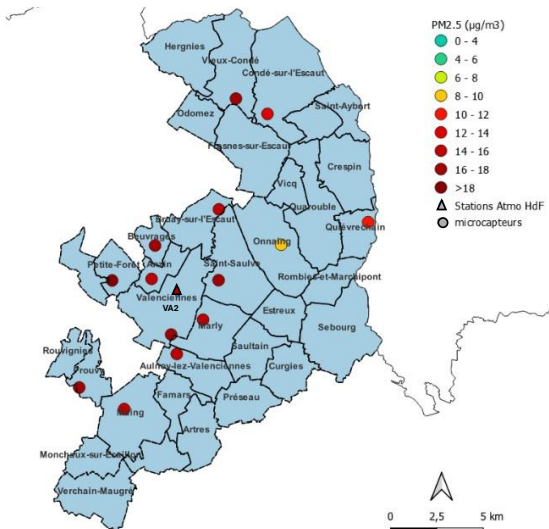 PM2.5 (µg/m3)
0 - 4
4 - 6
6 - 8
8 - 10
10 - 12
12 - 14
14 - 16
16 - 18
>18
Stations Atmo HdF
microcapteurs
Hergnies
Vieux-Condé
Condé-sur-l'Escaut
Odomez
Saint-Aybert
Fresnes-sur-Escaut
Crespin
Vicq
Quarouble
Bruay-sur-l'Escaut
Quiévrechain
Beuvrages
Onnaing
Petite-Forêt
Anzin
Saint-Saulve
Rombies-et-Marchipont
Valenciennes
VA2
Estreux
Marly
Sebourg
Rouvignies
Saultain
Aulnoy-lez-Valenciennes
Curgies
Prouvy
Famars
Préseau
Maing
Artres
Monchaux-sur-Ecaillon
Verchain-Maugré
0 2,5 5 km